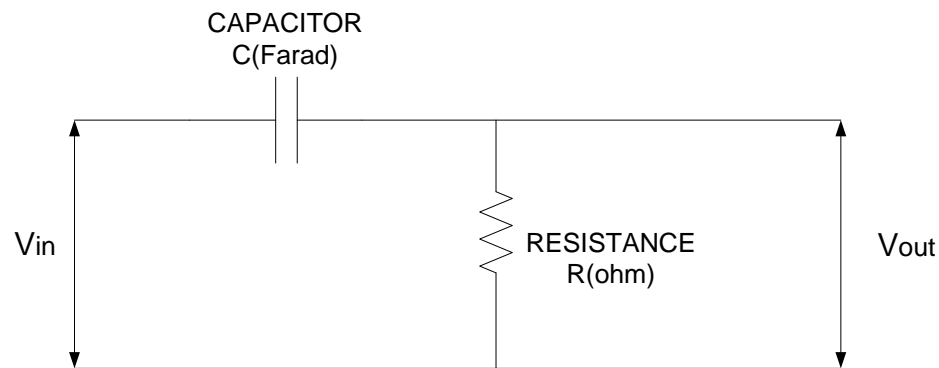 CAPACITOR
C(Farad)
Vin
RESISTANCE
R(ohm)
Vout